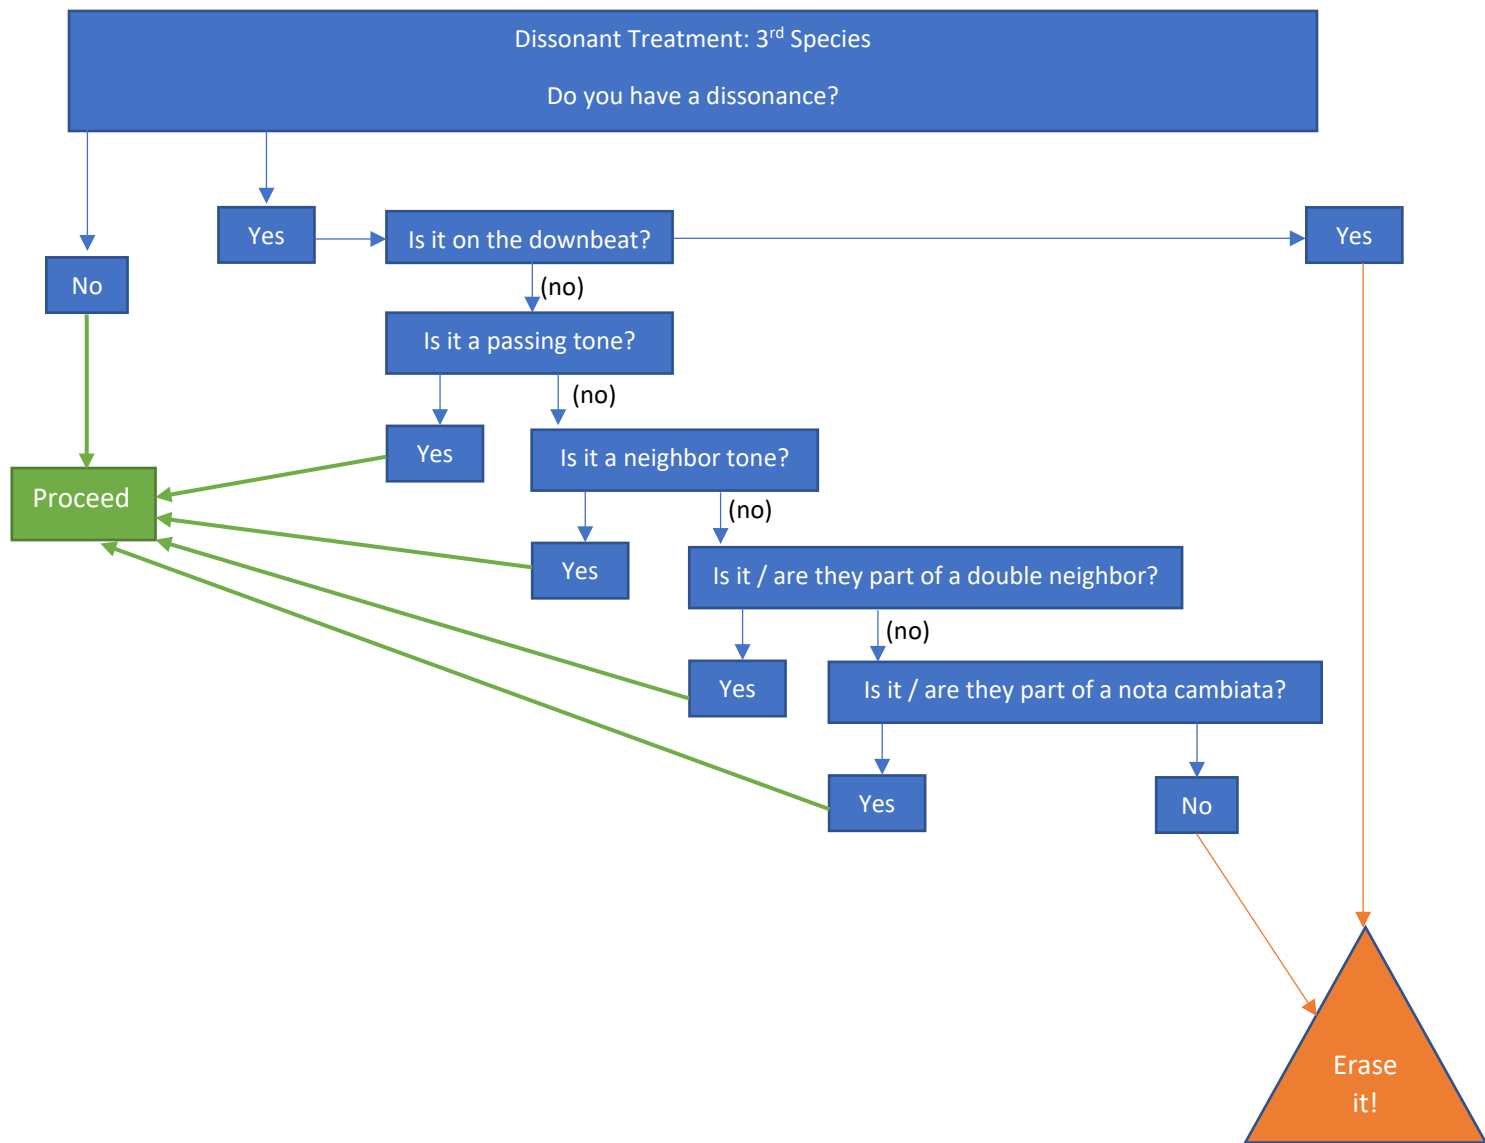 Dissonant Treatment: 3rd Species
Do you have a dissonance?
Yes
Is it on the downbeat?
Yes
No
(no)
Is it a passing tone?
(no)
Yes
Is it a neighbor tone?
Proceed
(no)
Yes
Is it / are they part of a double neighbor?
(no)
Yes
Is it / are they part of a nota cambiata?
Yes
No
Erase
it!